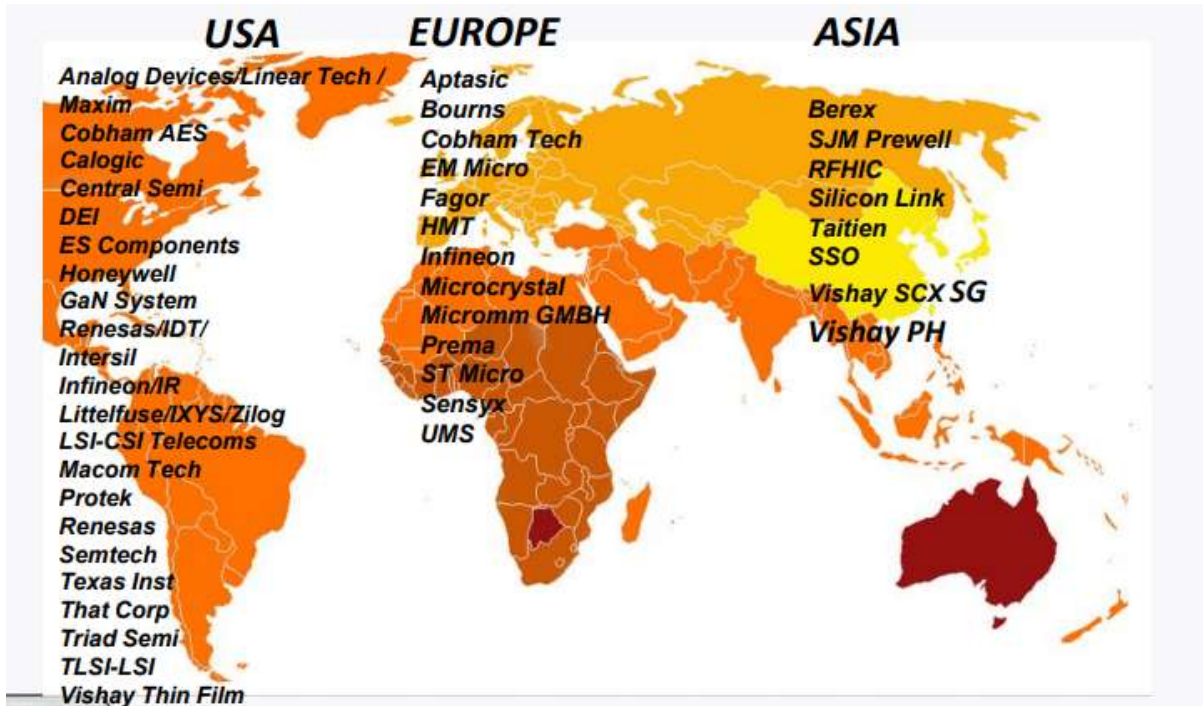 USA
Analog Devices/Linear Tech /
Maxim
Cobham AES
Calogic
Central Semi
DEI
ES Components
Honeywell
GaN System
Renesas/IDT/
Intersil
Infineon/IR
Littelfuse/IXYS/Zilog
LSI-CSI Telecoms
Macom Tech
Protek
Renesas
Semtech
Texas Inst
That Corp
Triad Semi
TLSI-LSI
Vishay Thin Film
EUROPE
Aptasic
Bourns
Cobham Tech
EM Micro
Fagor
HMT
Infineon
Microcrystal
Micromm GMBH
Prema
ST Micro
Sensyx
UMS
ASIA
Berex
SJM Prewell
RFHIC
Silicon Link
Taitien
SSO
Vishay SCX SG
Vishay PH